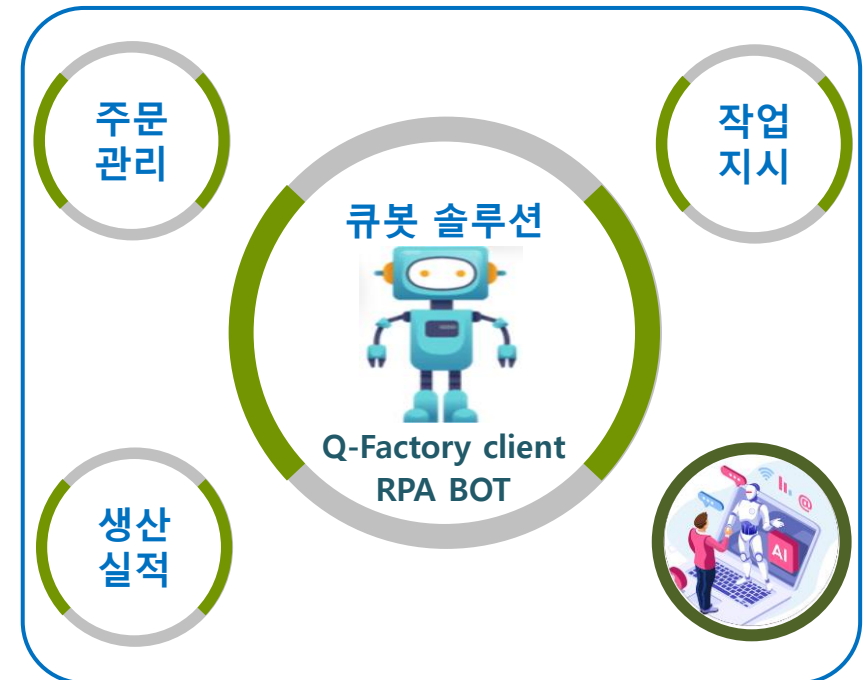 주문
관리
작업
지시
큐봇 솔루션
Q-Factory client
RPA BOT
생산
실적
@
AI